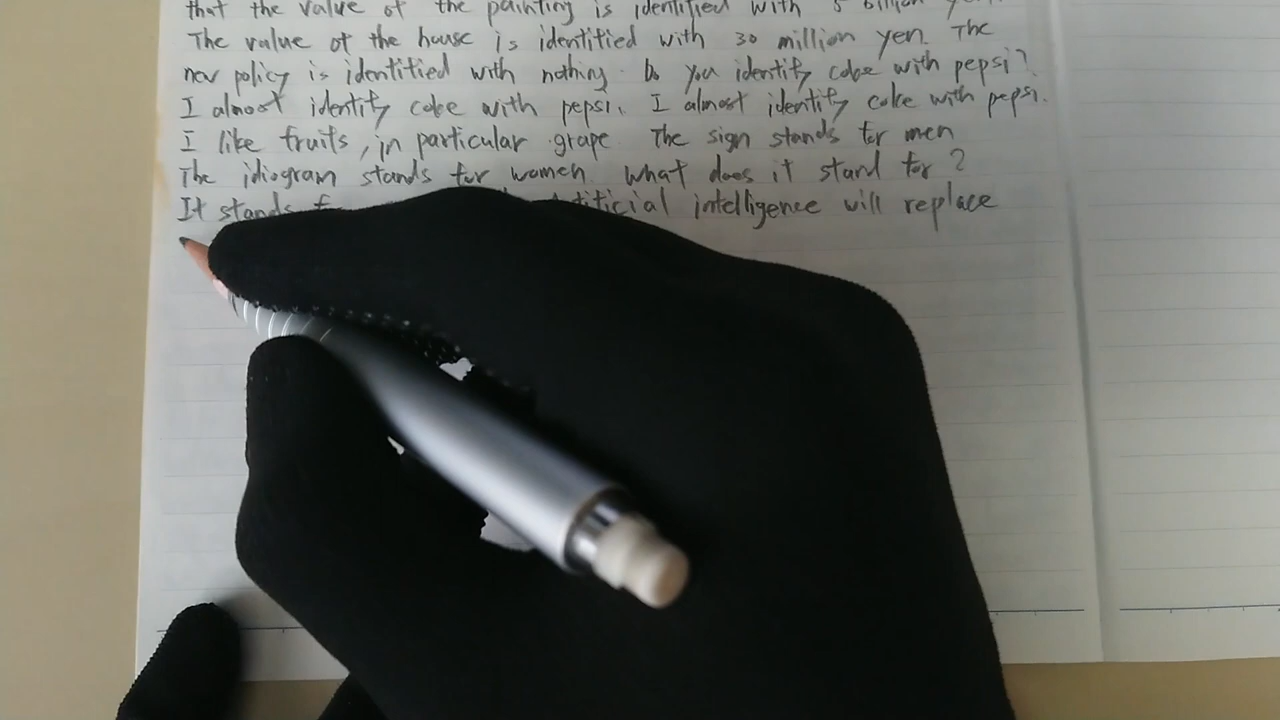 that the value of the painting is identified with 5 billion
The value of the house is identified with 30 million yen. The
new policy is identified with nothing. Do you identify coke with pepsi?
I almost identify coke with pepsi. I almost identify coke with pepsi.
I like fruits, in particular grape. The sign stands for men
The idiogram stands for women. What does it stand for?
It stands intelligence will replace